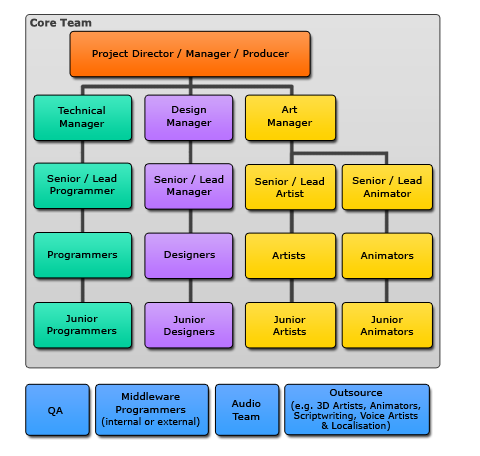 Core Team
Project Director / Manager / Producer
Technical
Manager
Design
Manager
Art
Manager
Senior / Lead
Programmer
Senior / Lead
Manager
Senior / Lead
Artist
Senior / Lead
Animator
Programmers
Designers
Artists
Animators
Junior
Programmers
Junior
Designers
Junior
Artists
Junior
Animators
QA
Middleware
Programmers
(internal or external)
Audio
Team
Outsource
(e.g. 3D Artists, Animators,
Scriptwriting, Voice Artists
& Localisation)